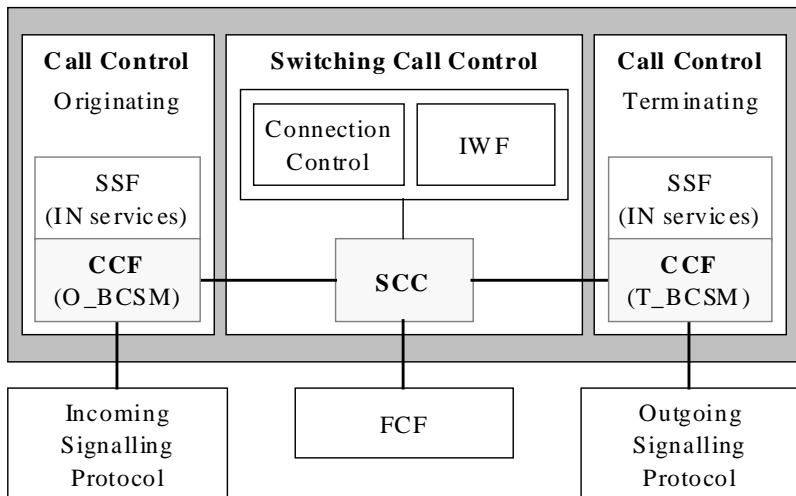 Call Control
Originating
SSF
(IN services)
CCF
(O_BCSM)
Switching Call Control
Connection
Control
IWF
SCC
Call Control
Terminating
SSF
(IN services)
CCF
(T_BCSM)
Incoming
Signalling
Protocol
FCF
Outgoing
Signalling
Protocol